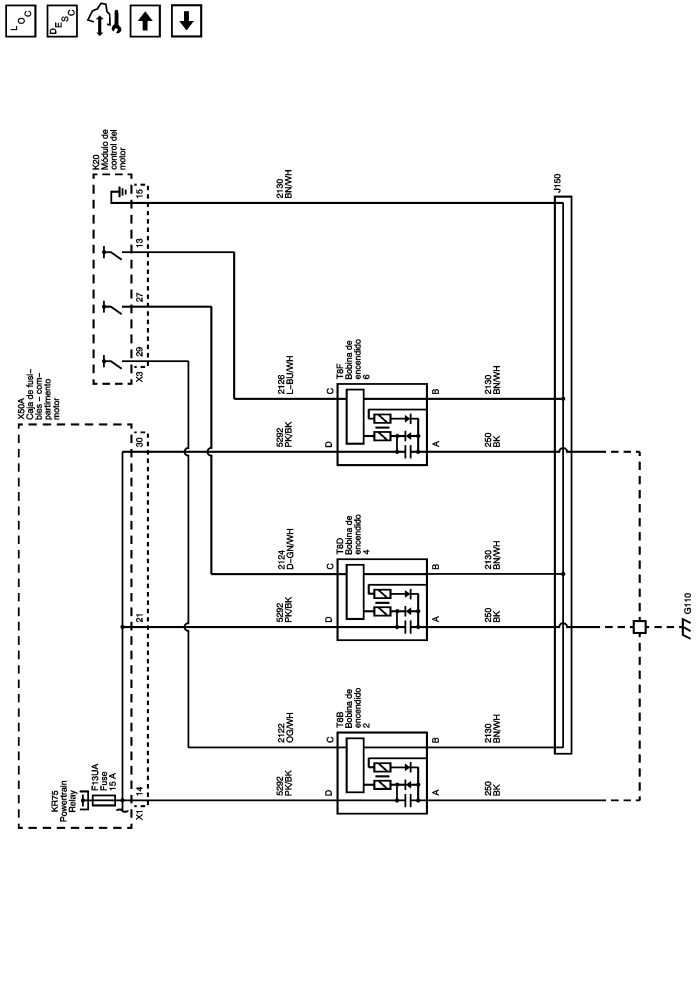 LOC
DESC
K20
Módulo de
control del
motor
15
13
27
29
X3
2130
BN/WH
J150
X50A
Caja de fusi–
bles – com–
partimento
motor
30
21
14
X1
KR75
Powertrain
Relay
F13UA
Fuse
15 A
2126
L–BU/WH
C
T8F
Bobina de
encendido
6
B
2130
BN/WH
5292
PK/BK
D
A
250
BK
2124
D–GN/WH
C
T8D
Bobina de
encendido
4
B
2130
BN/WH
5292
PK/BK
D
A
250
BK
G110
2122
OG/WH
C
T8B
Bobina de
encendido
2
B
2130
BN/WH
5292
PK/BK
D
A
250
BK